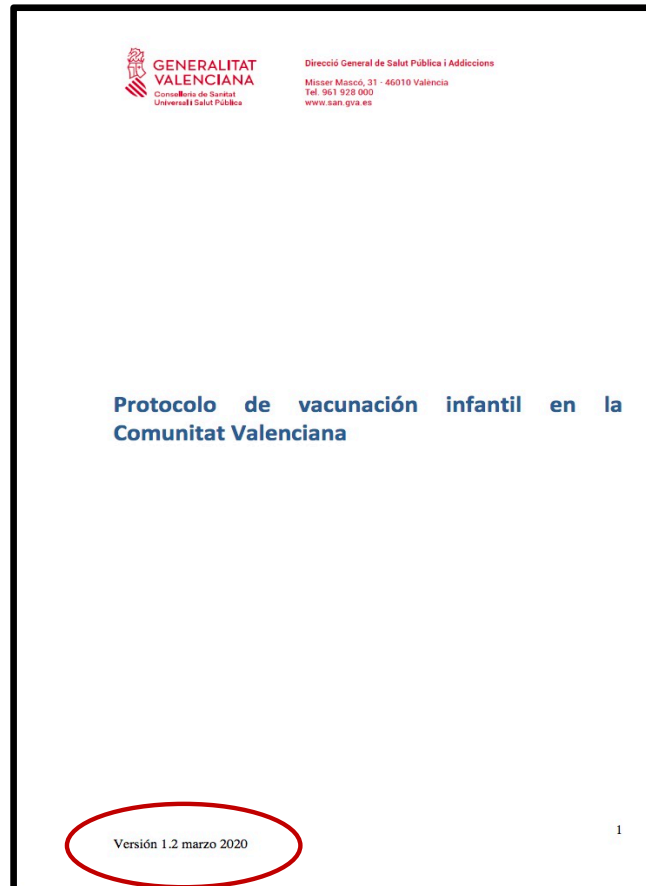 GENERALITAT
VALENCIANA
Conselleria de Sanitat
Universal i Salut Pública
Direcció General de Salut Pública i Addiccions
Misser Mascó, 31 - 46010 València
Tel. 961 928 000
www.san.gva.es
Protocolo de vacunación infantil en la
Comunitat Valenciana
Versión 1.2 marzo 2020
1